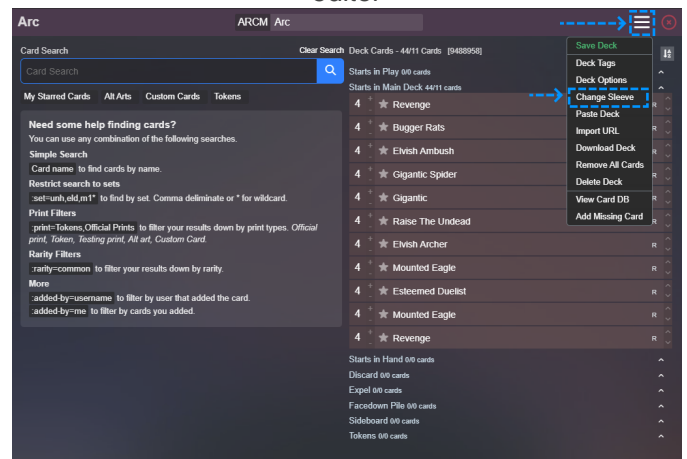 Arc
ARCM Arc
Card Search
Clear Search
Card Search
My Starred Cards
Alt Arts
Custom Cards
Tokens
Need some help finding cards?
You can use any combination of the following searches.
Simple Search
Card name to find cards by name.
Restrict search to sets
:set=unh,eld,m1* to find by set. Comma deliminate or * for wildcard.
Print Filters
:print=Tokens,Official Prints to filter your results down by print types. Official
print, Token, Testing print, Alt art, Custom Card.
Rarity Filters
:rarity=common to filter your results down by rarity.
More
:added-by=username to filter by user that added the card.
:added-by=me to filter by cards you added.
Deck Cards - 44/11 Cards [9488958]
Starts in Play 0/0 cards
Starts in Main Deck 44/11 cards
4 + - Revenge R
4 + - Bugger Rats
4 + - Elvish Ambush
4 + - Gigantic Spider
4 + - Gigantic
4 + - Raise The Undead
4 + - Elvish Archer R
4 + - Mounted Eagle R
4 + - Esteemed Duelist R
4 + - Mounted Eagle R
4 + - Revenge R
Starts in Hand 0/0 cards
Discard 0/0 cards
Expel 0/0 cards
Facedown Pile 0/0 cards
Sideboard 0/0 cards
Tokens 0/0 cards
Save Deck
Deck Tags
Deck Options
Change Sleeve
Paste Deck
Import URL
Download Deck
Remove All Cards
Delete Deck
View Card DB
Add Missing Card